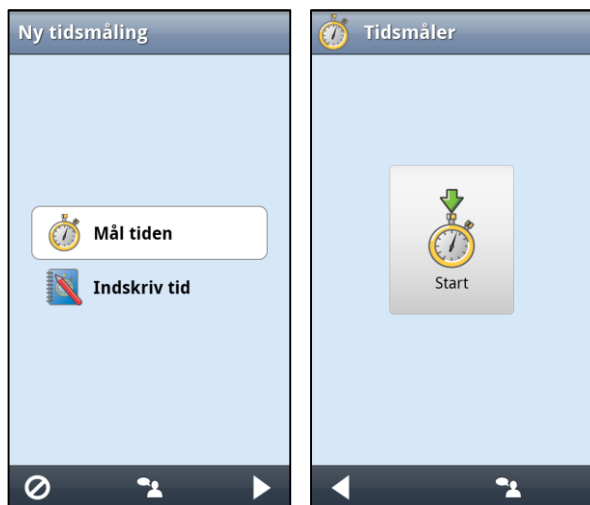 Ny tidsmåling
Mål tiden
Indskriv tid
Tidsmåler
Start